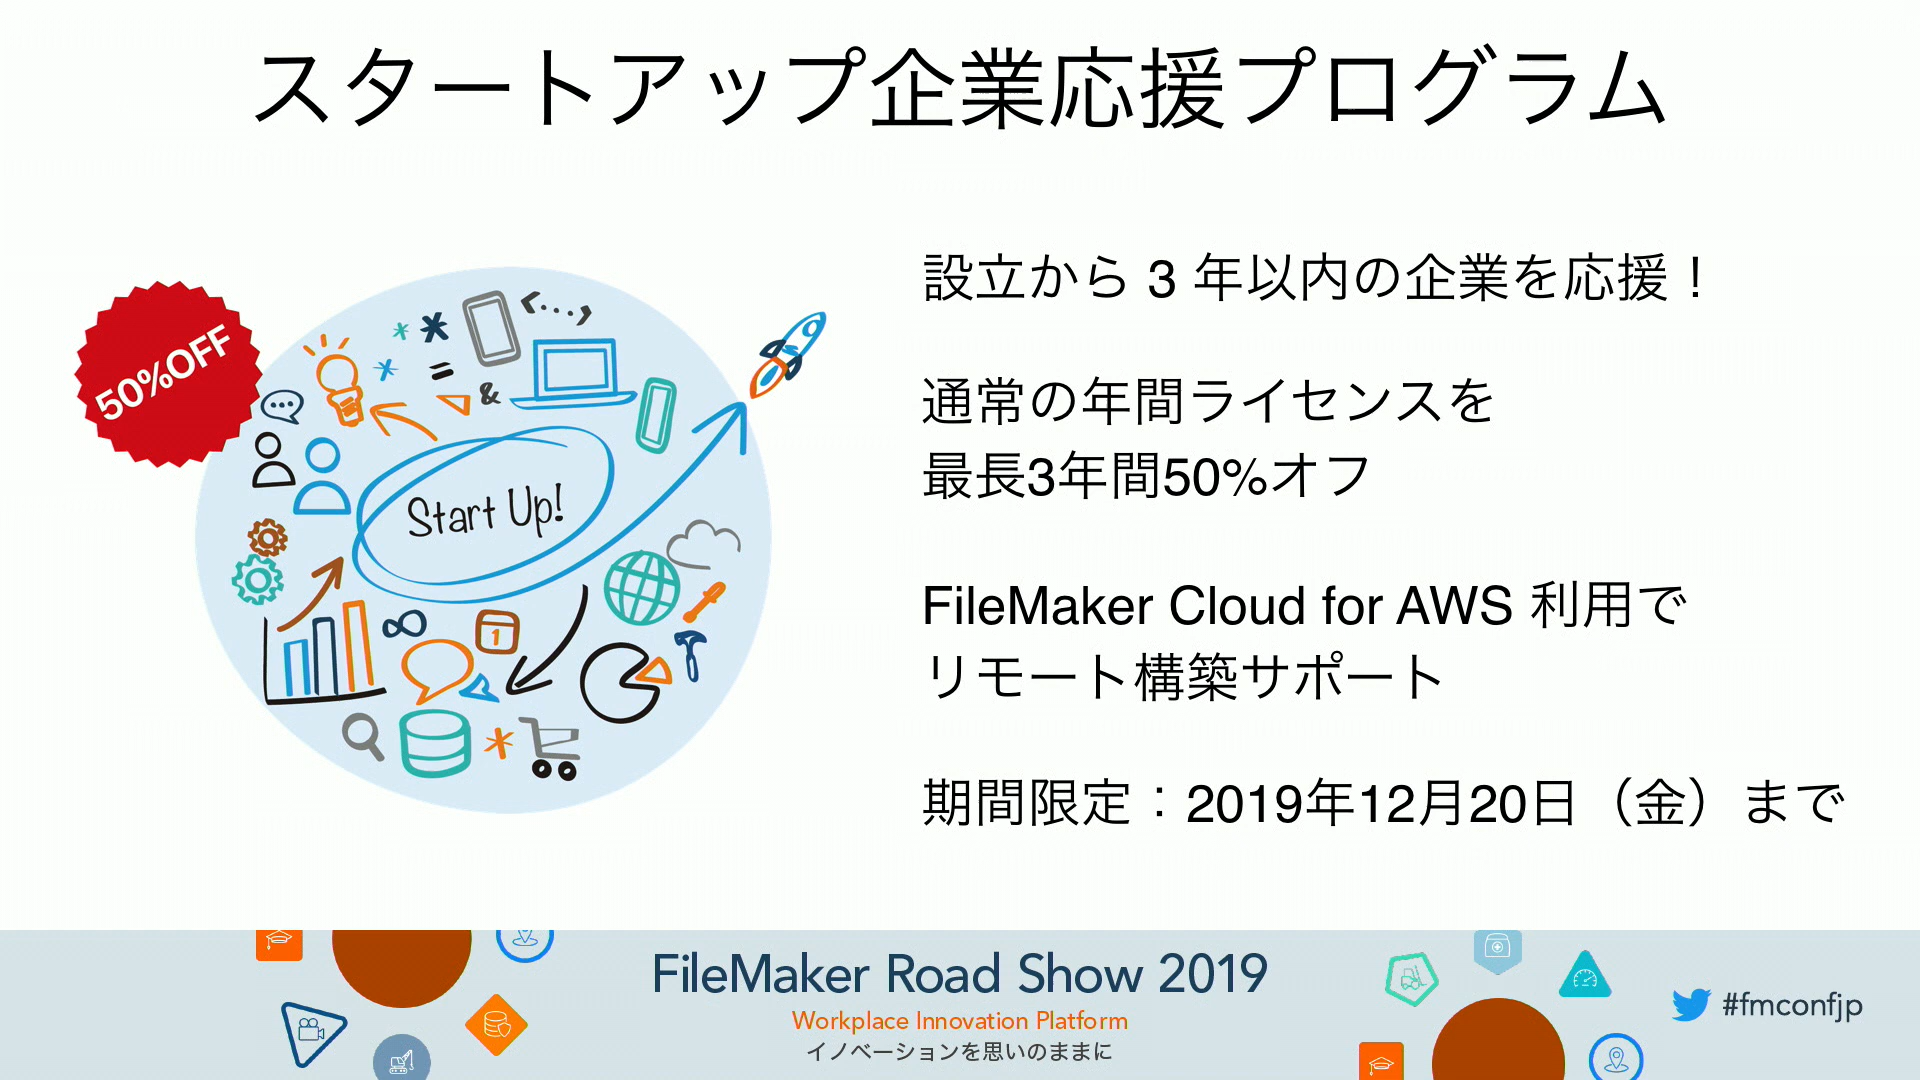 スタートアップ企業応援プログラム
50%OFF
Start Up!
<...>
* *
*
=
&
1
*
設立から 3 年以内の企業を応援！
通常の年間ライセンスを
最長3年間50%オフ
FileMaker Cloud for AWS 利用で
リモート構築サポート
期間限定：2019年12月20日（金）まで
FileMaker Road Show 2019
Workplace Innovation Platform
イノベーションを思いのままに
#fmconfjp